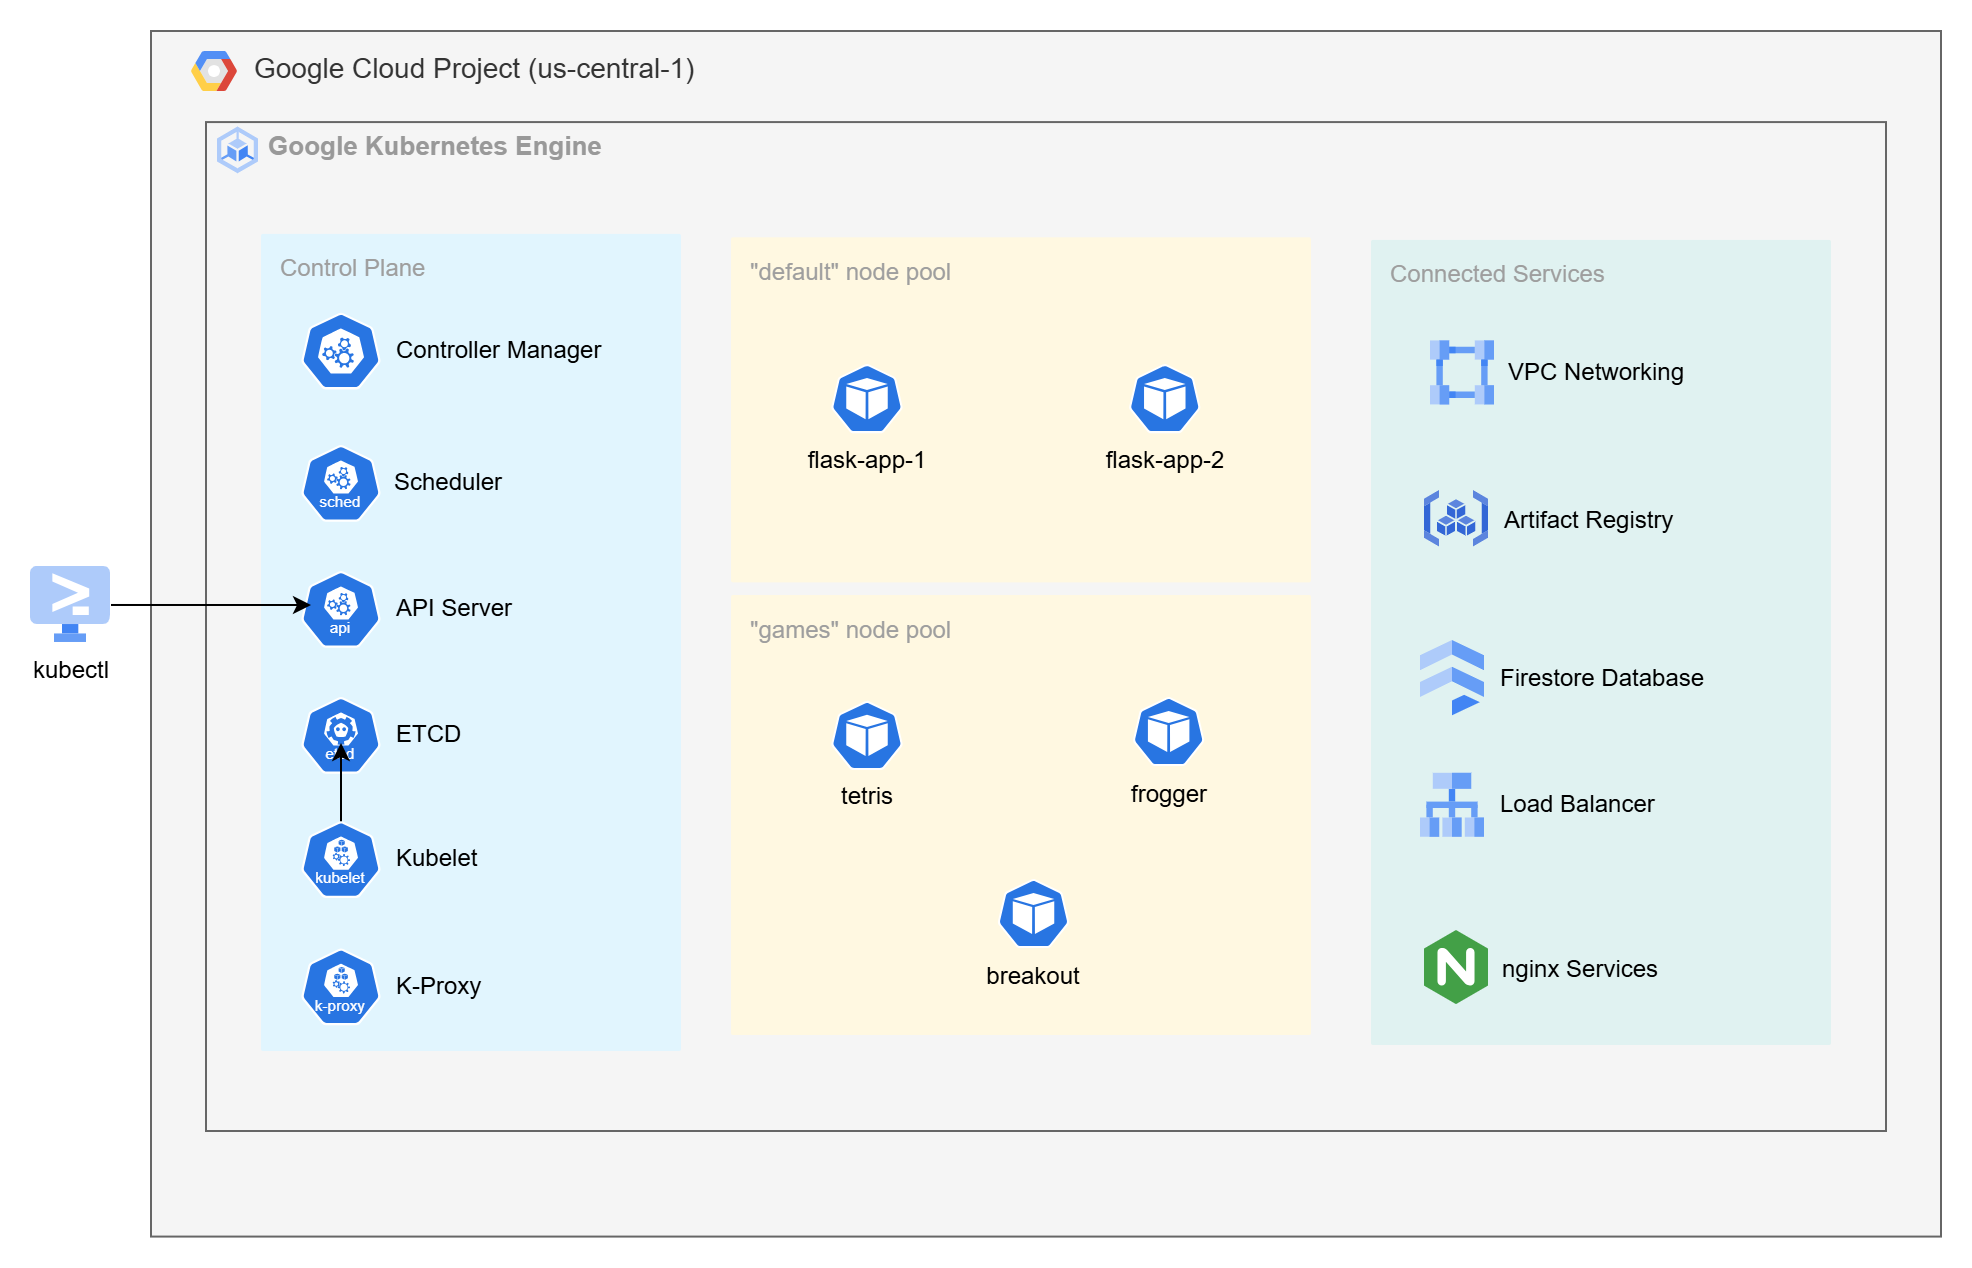 Google Cloud Project (us-central-1)
Google Kubernetes Engine
Control Plane
Controller Manager
sched
Scheduler
kubectl
api
API Server
ETCD
kubelet
Kubelet
k-proxy
K-Proxy
"default" node pool
flask-app-1
flask-app-2
"games" node pool
tetris
frogger
breakout
Connected Services
VPC Networking
Artifact Registry
Firestore Database
Load Balancer
nginx Services